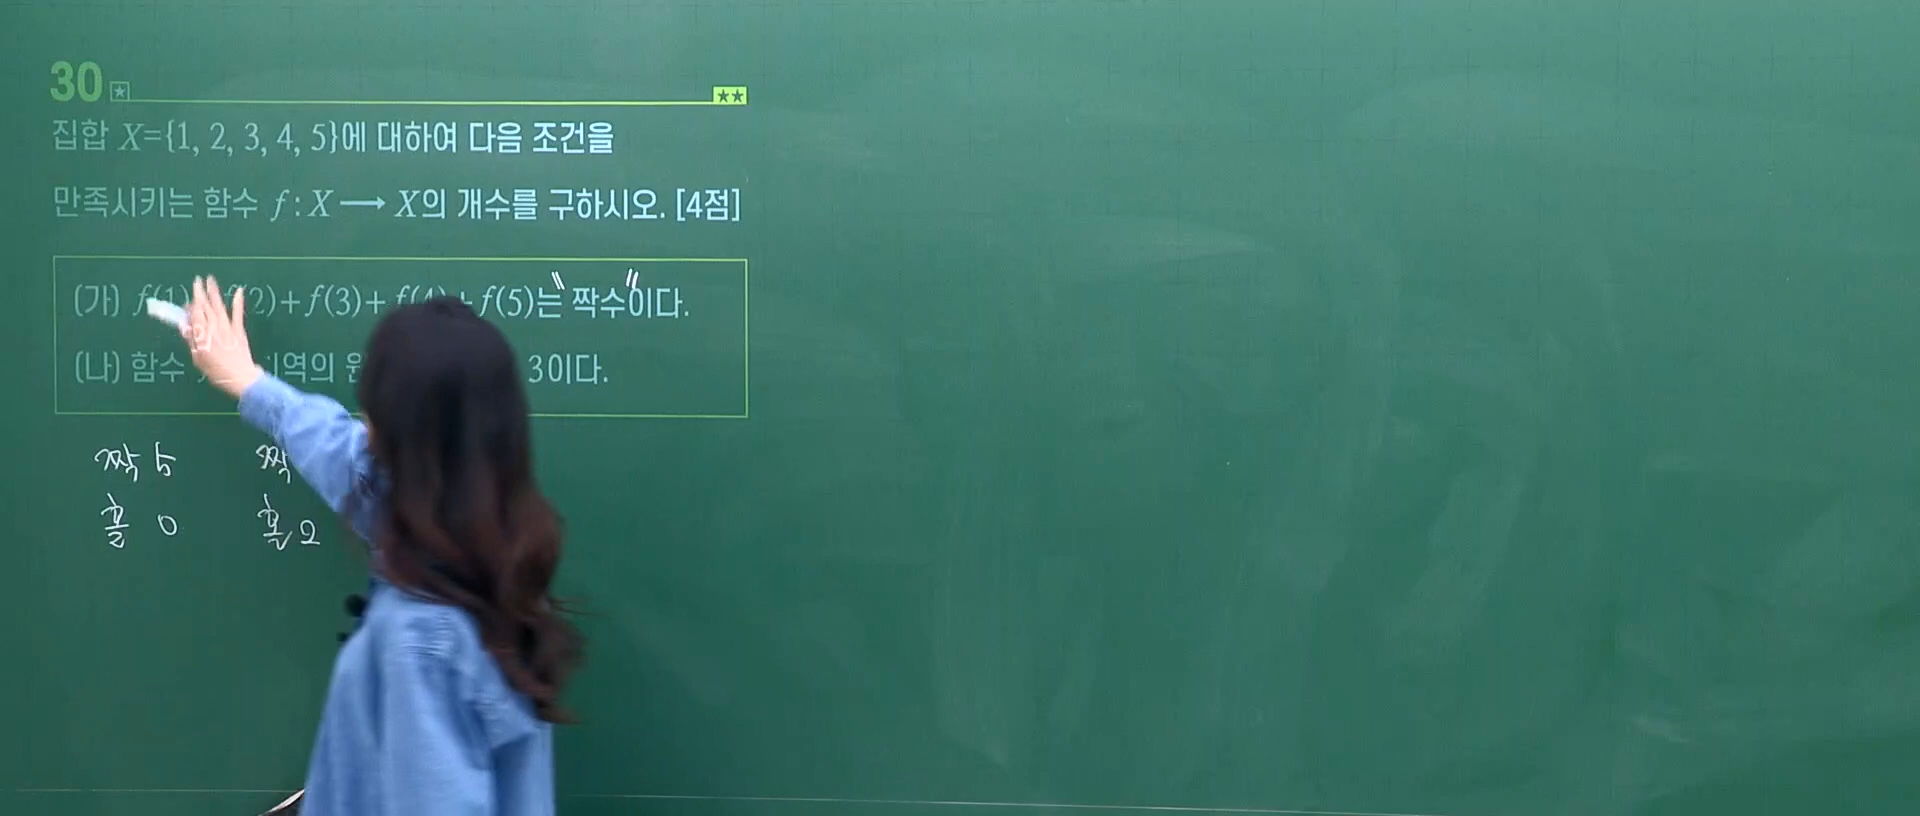 30
집합 X={1, 2, 3, 4, 5}에 대하여 다음 조건을
만족시키는 함수 f : X → X의 개수를 구하시오. [4점]
(가) f(1) f(2)+f(3)+f(4)+f(5)는 "짝수"이다.
(나) 함수 역의 원 3이다.
짝 5 짝
홀 0 홀 2